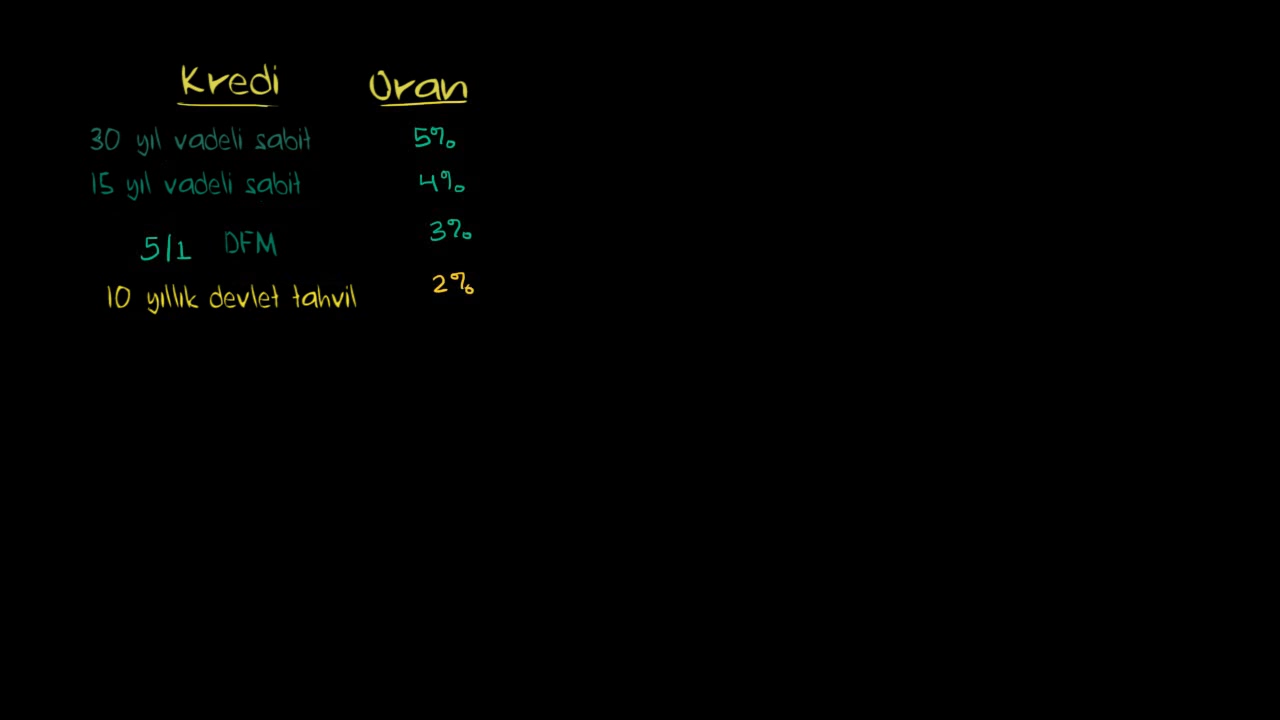 Kredi Oran
30 yıl vadeli sabit 5%
15 yıl vadeli sabit 4%
5/1 DFM 3%
10 yıllık devlet tahvil 2%